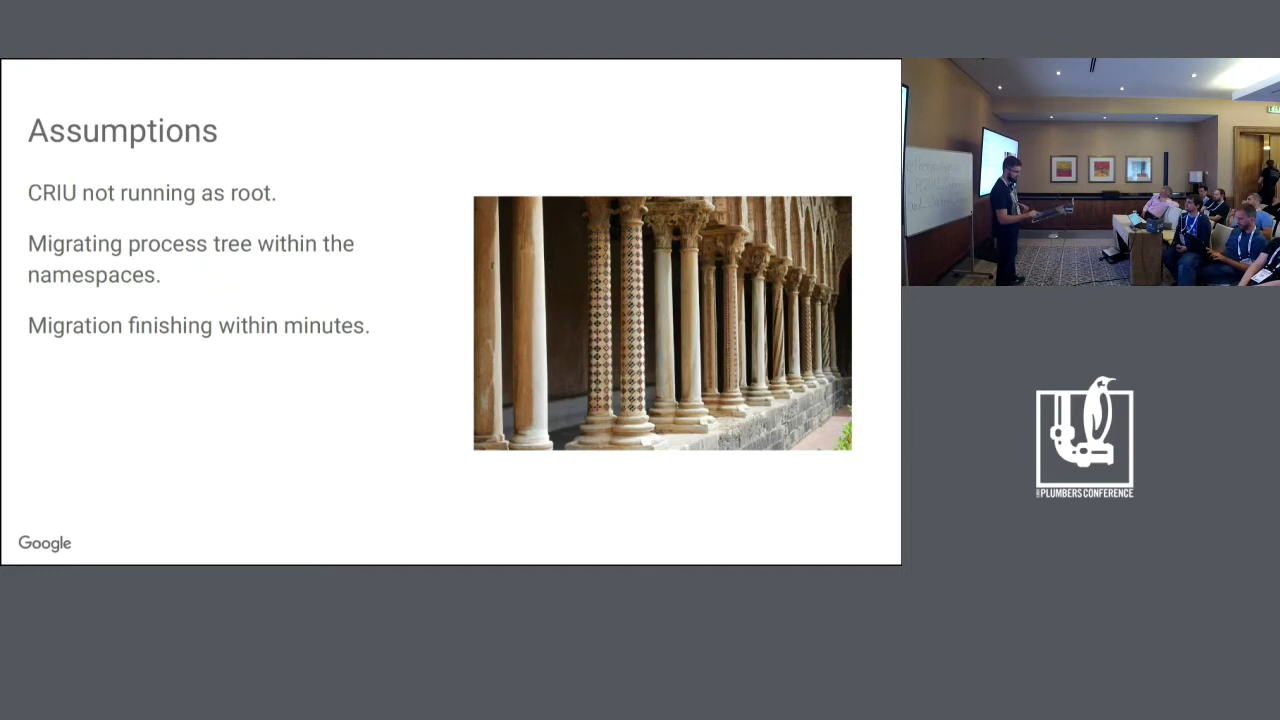 Assumptions
CRIU not running as root.
Migrating process tree within the
namespaces.
Migration finishing within minutes.
Google
PLUMBERS CONFERENCE